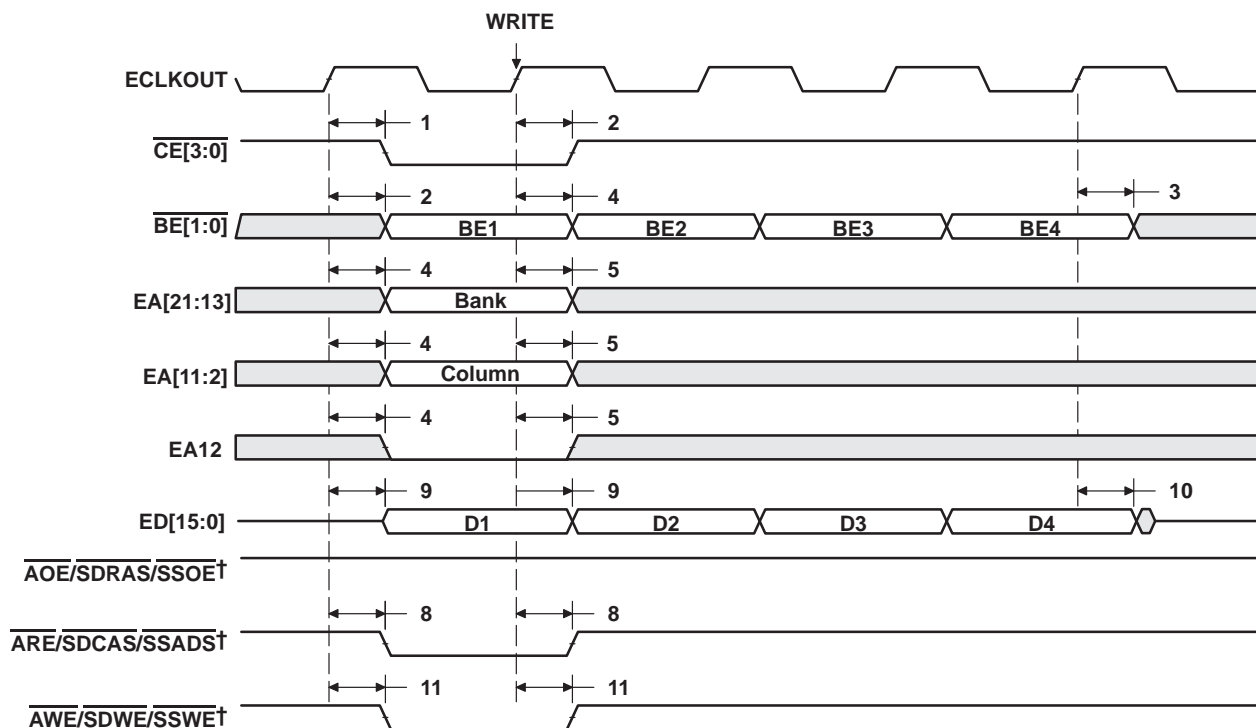 WRITE
ECLKOUT
1 2
CE[3:0]
2 4 3
BE[1:0] BE1 BE2 BE3 BE4
4 5
EA[21:13] Bank
4 5
EA[11:2] Column
4 5
EA12
9 9 10
ED[15:0] D1 D2 D3 D4
AOE/SDRAS/SSOE†
8 8
ARE/SDCAS/SSADS†
11 11
AWE/SDWE/SSWE†